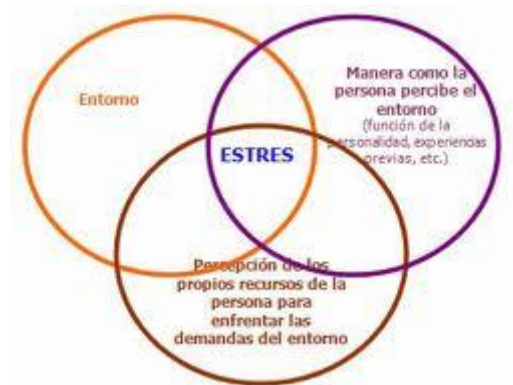 Entorno
Manera como la
persona percibe el
entorno
(función de la
personalidad, experiencias
previas, etc.)
ESTRES
Percepción de los
propios recursos de la
persona para
enfrentar las
demandas del entorno